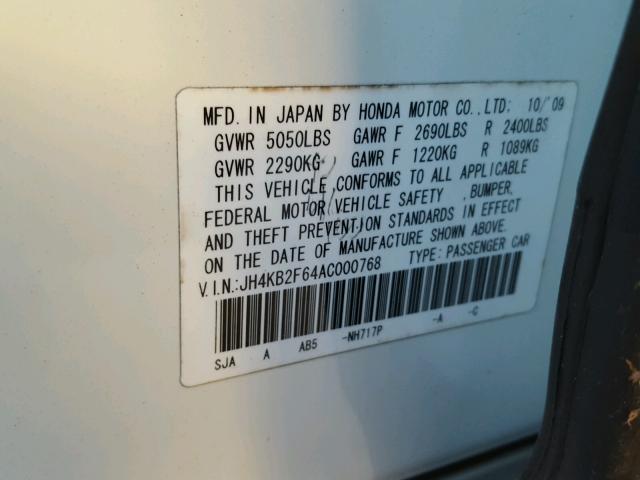 MFD. IN JAPAN BY HONDA MOTOR CO., LTD: 10/'09
GVWR 5050LBS GAWR F 2690LBS R 2400LBS
GVWR 2290KG GAWR F 1220KG R 1089KG
THIS VEHICLE CONFORMS TO ALL APPLICABLE
FEDERAL MOTOR VEHICLE SAFETY ,BUMPER,
AND THEFT PREVENTION STANDARDS IN EFFECT
ON THE DATE OF MANUFACTURE SHOWN ABOVE.
V.I.N.:JH4KB2F64AC000768 TYPE: PASSENGER CAR
SJA A AB5 -NH717P -A -C